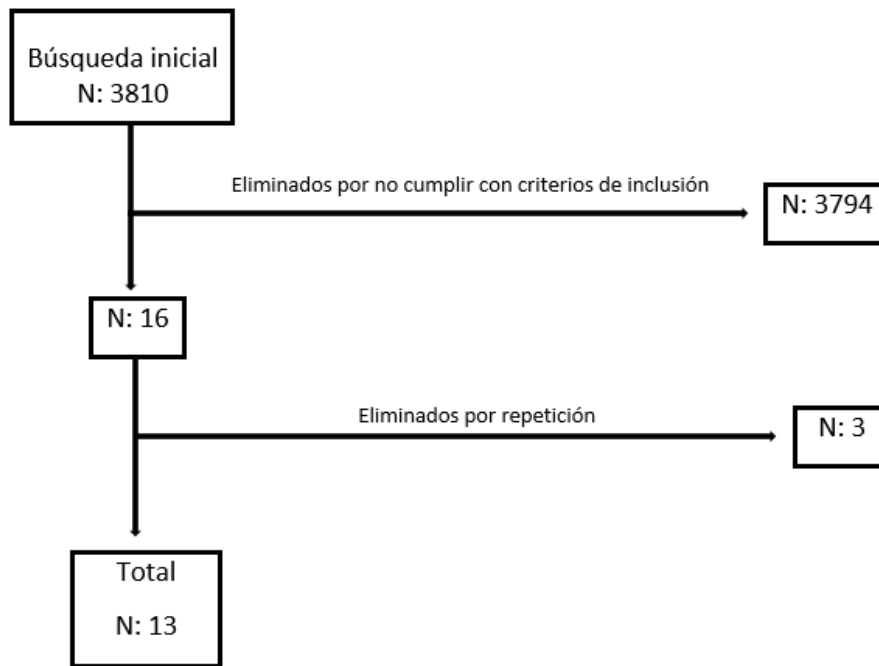 Búsqueda inicial
N: 3810
Eliminados por no cumplir con criterios de inclusión
N: 3794
N: 16
Eliminados por repetición
N: 3
Total
N: 13